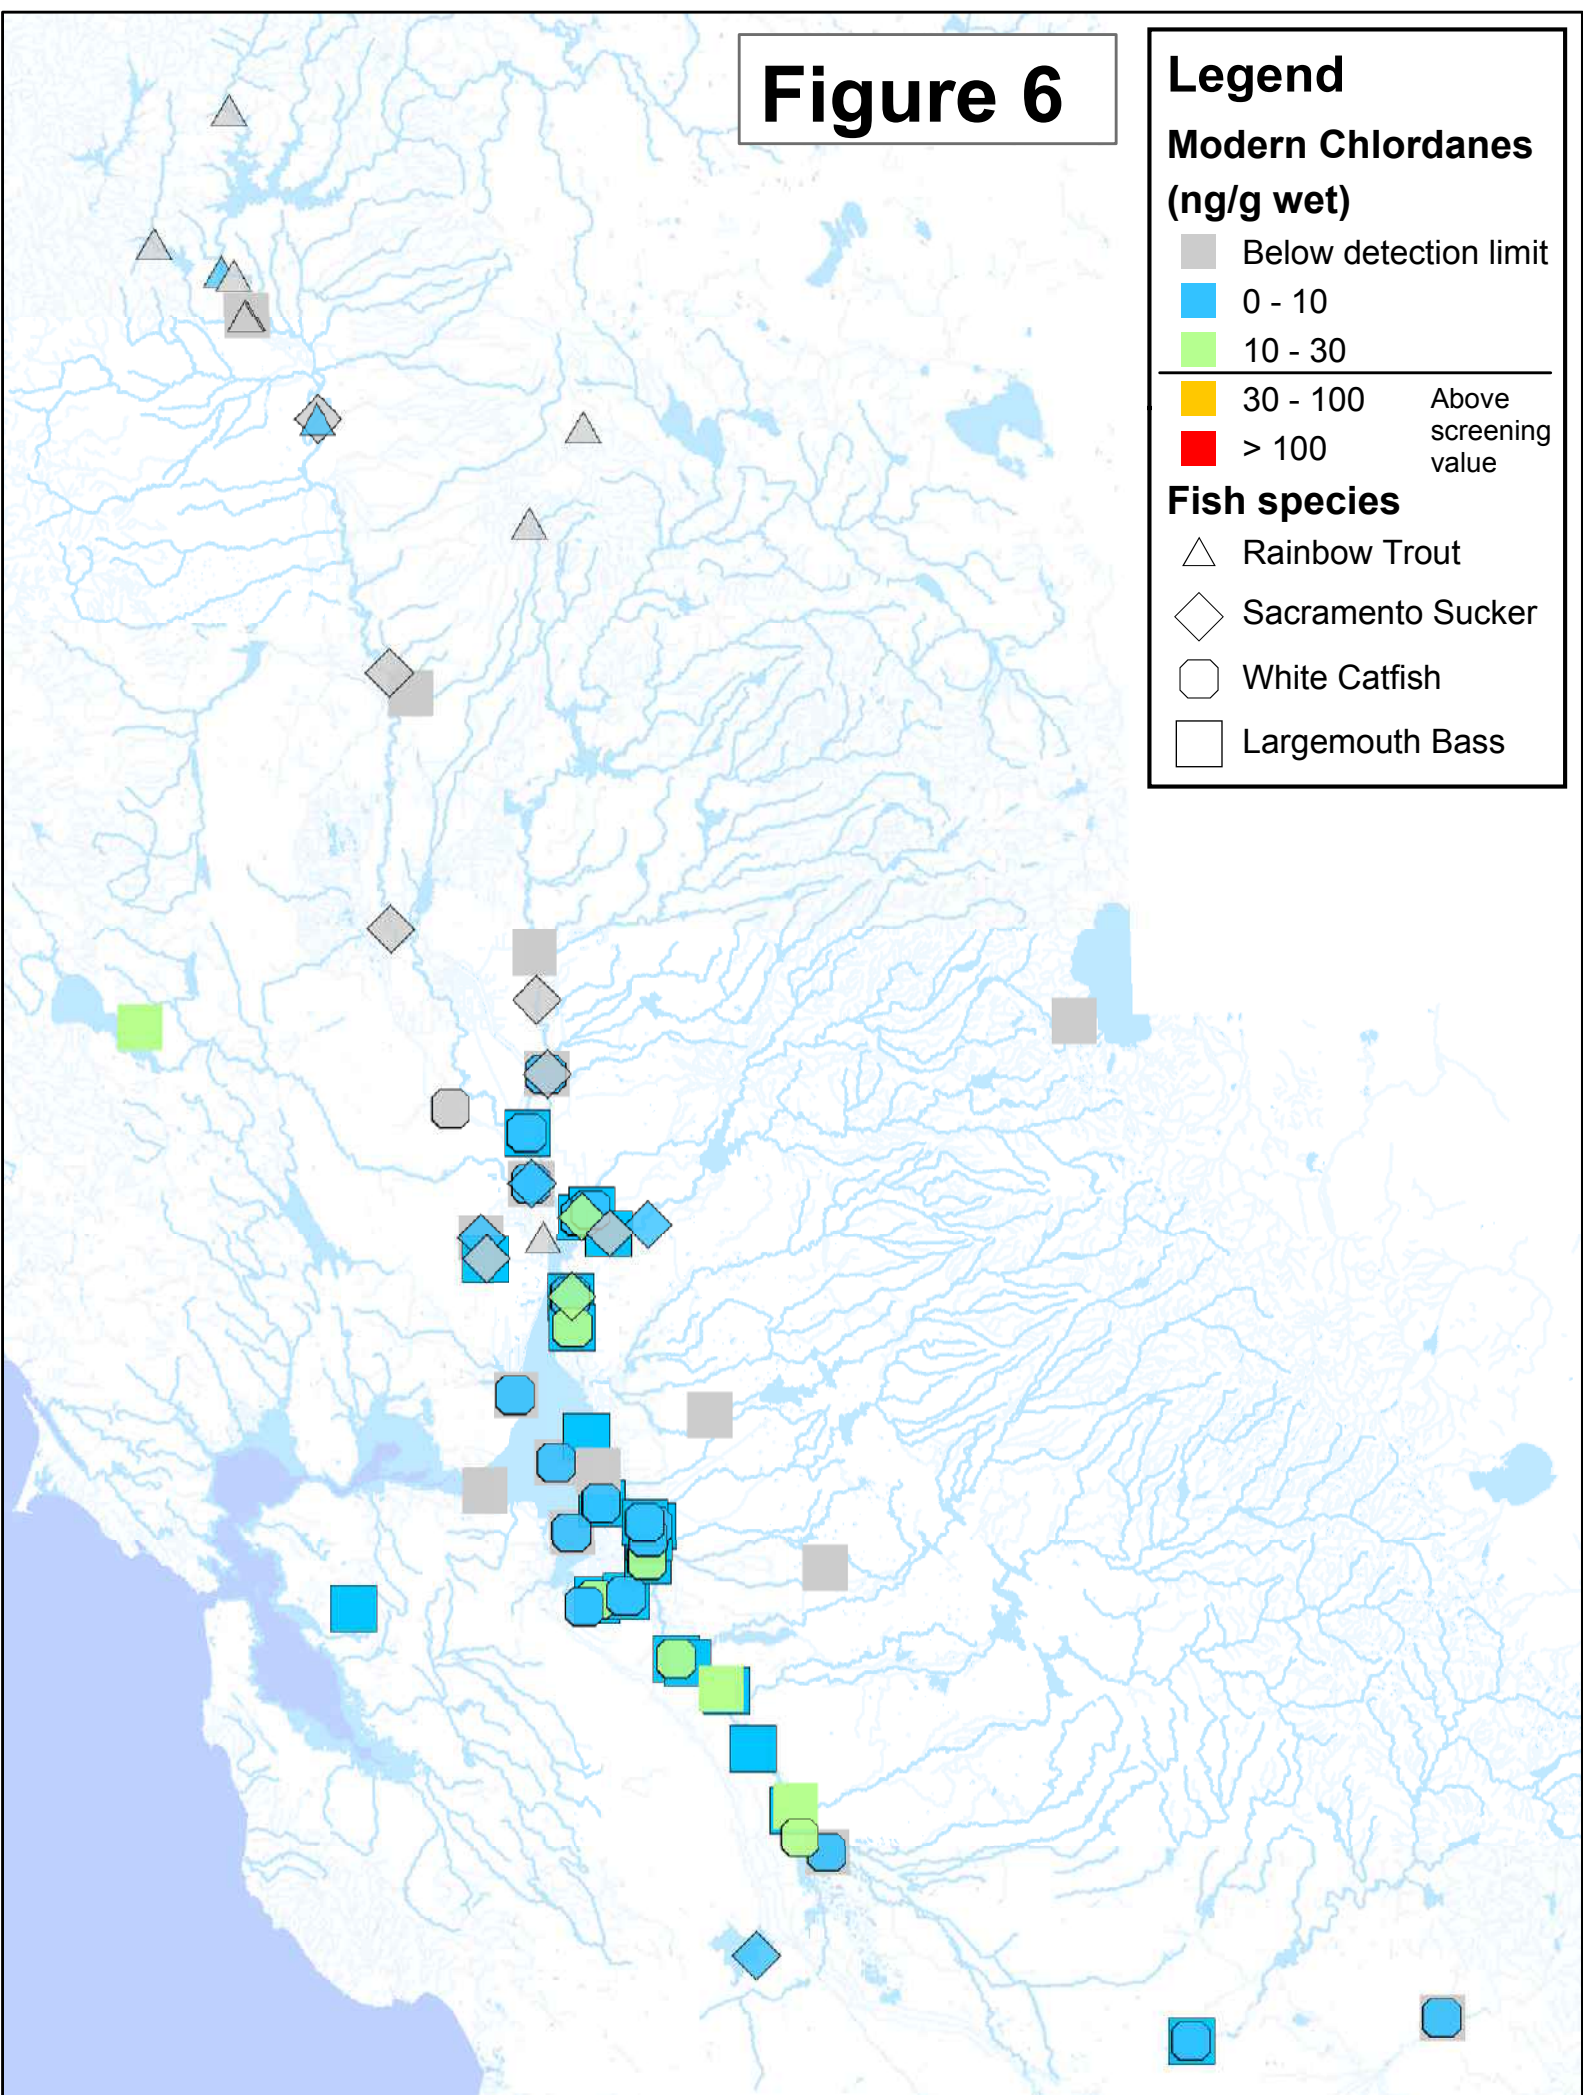 Figure 6
Legend
Modern Chlordanes
(ng/g wet)
Below detection limit
0 - 10
10 - 30
30 - 100
> 100
Above
screening
value
Fish species
Rainbow Trout
Sacramento Sucker
White Catfish
Largemouth Bass